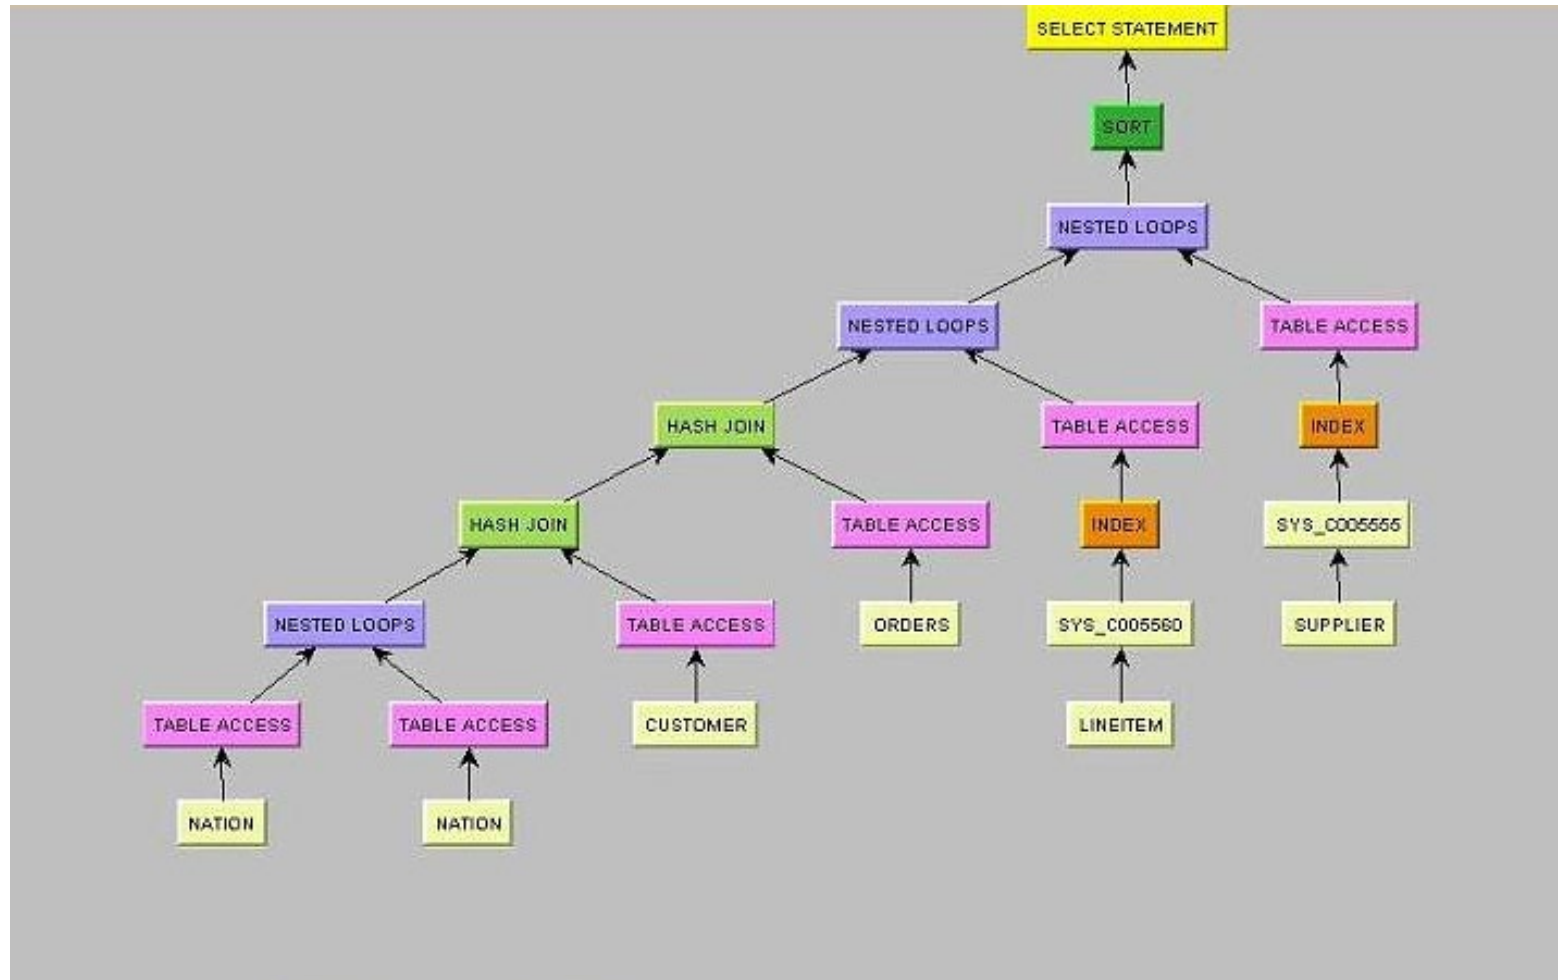 SELECT STATEMENT
SORT
NESTED LOOPS
NESTED LOOPS
TABLE ACCESS
HASH JOIN
TABLE ACCESS
INDEX
HASH JOIN
TABLE ACCESS
INDEX
SYS_C005555
NESTED LOOPS
TABLE ACCESS
ORDERS
SYS_C005560
SUPPLIER
TABLE ACCESS
TABLE ACCESS
CUSTOMER
LINEITEM
NATION
NATION